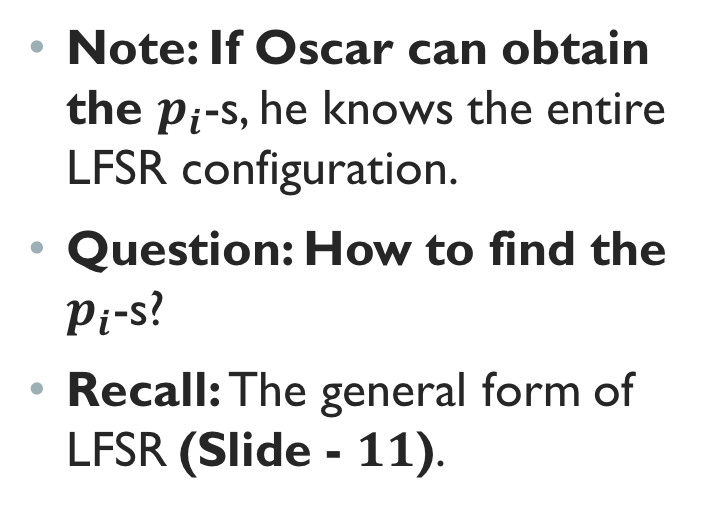 • Note: If Oscar can obtain
the pᵢ-s, he knows the entire
LFSR configuration.
• Question: How to find the
pᵢ-s?
• Recall: The general form of
LFSR (Slide - 11).